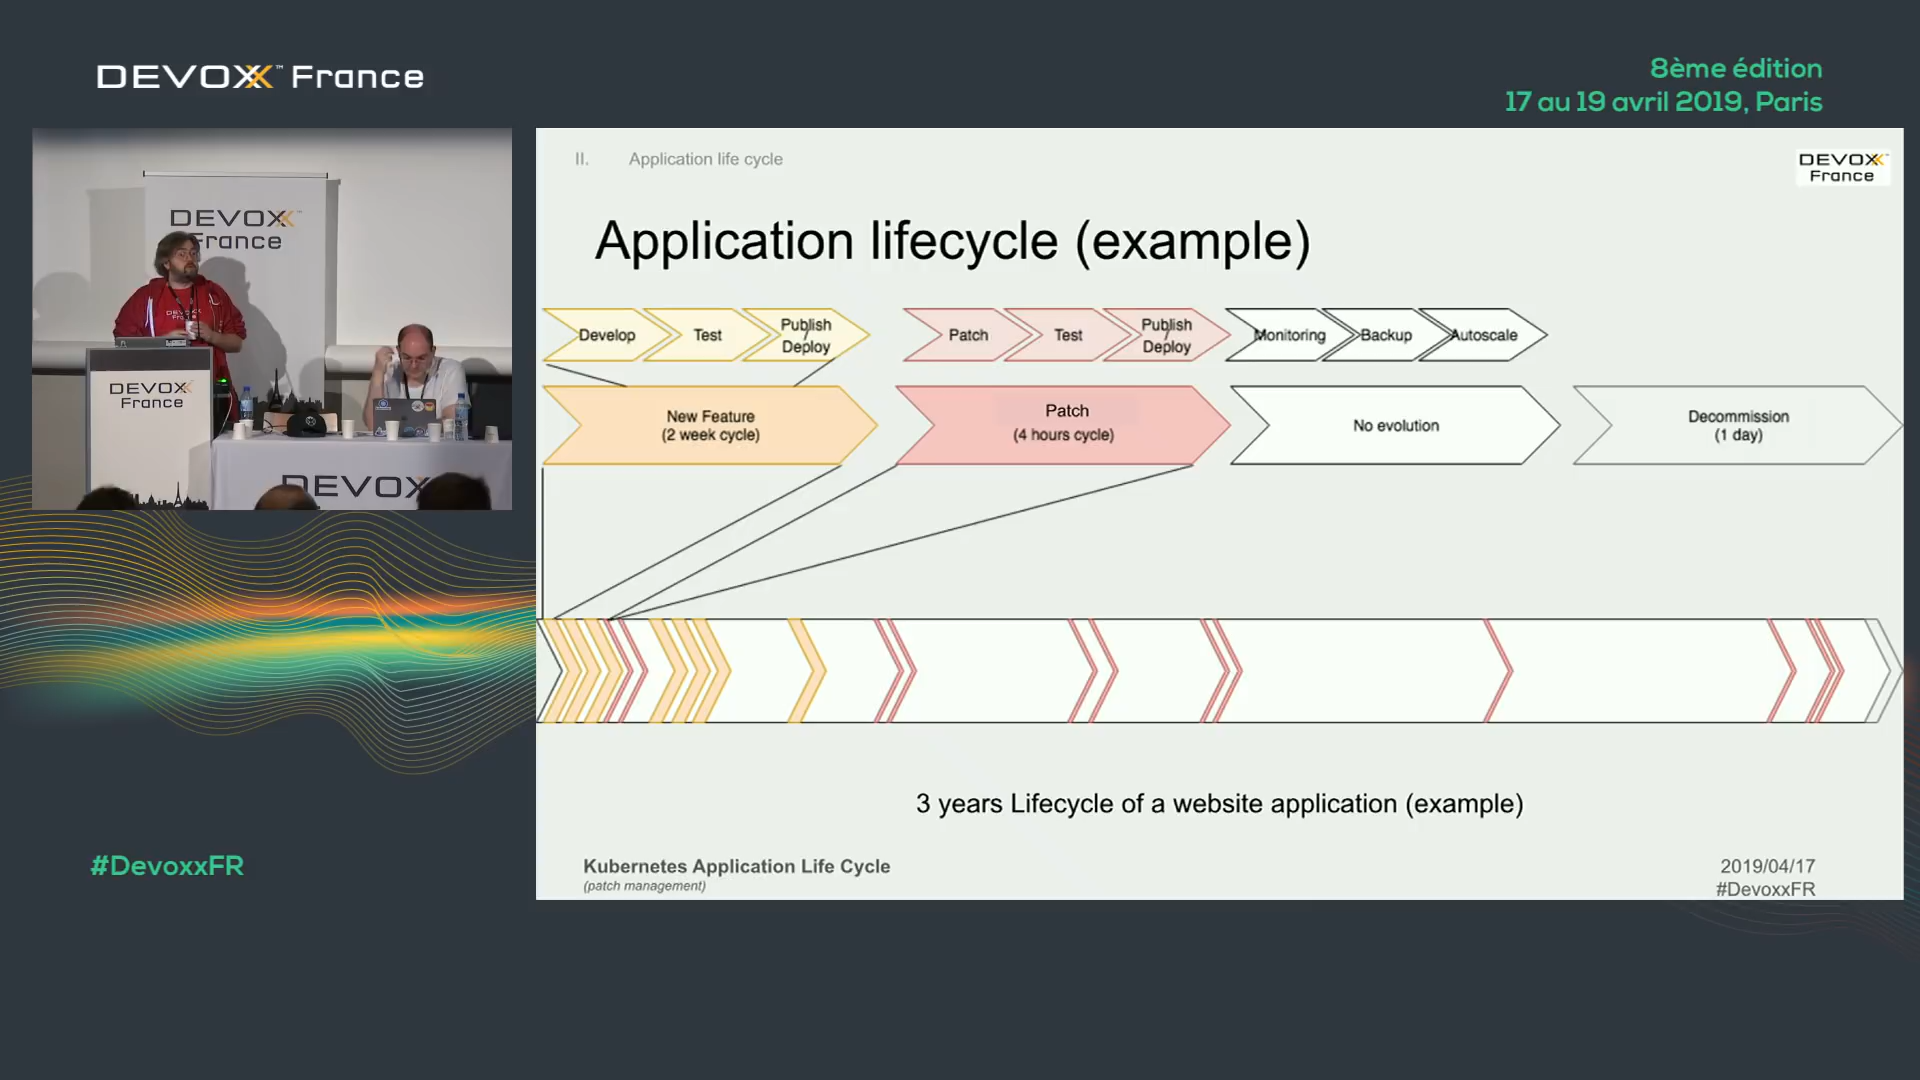 DEVOXX™ France
8ème édition
17 au 19 avril 2019, Paris
DEVOXX
France
DEVOXX
France
DEVOXX
II. Application life cycle
DEVOXX
France
Application lifecycle (example)
Develop
Test
Publish
/
Deploy
Patch
Test
Publish
/
Deploy
Monitoring
Backup
Autoscale
New Feature
(2 week cycle)
Patch
(4 hours cycle)
No evolution
Decommission
(1 day)
3 years Lifecycle of a website application (example)
Kubernetes Application Life Cycle
(patch management)
2019/04/17
#DevoxxFR
#DevoxxFR